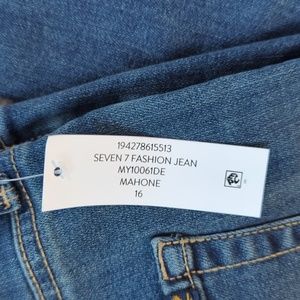 194278615513
SEVEN 7 FASHION JEAN
MY10061DE
MAHONE
16